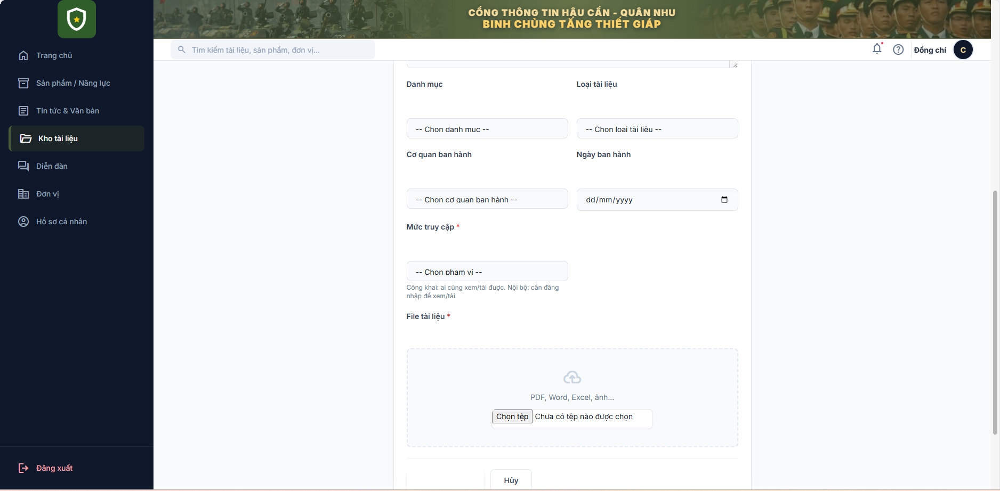 CỔNG THÔNG TIN HẬU CẦN - QUÂN NHU
BINH CHỦNG TĂNG THIẾT GIÁP
Tìm kiếm tài liệu, sản phẩm, đơn vị...
Đồng chí
C
Trang chủ
Sản phẩm / Năng lực
Tin tức & Văn bản
Kho tài liệu
Diễn đàn
Đơn vị
Hồ sơ cá nhân
Đăng xuất
Danh mục
Loại tài liệu
-- Chọn danh mục --
-- Chọn loại tài liệu --
Cơ quan ban hành
Ngày ban hành
-- Chọn cơ quan ban hành --
dd/mm/yyyy
Mức truy cập *
-- Chọn phạm vi --
Công khai: ai cũng xem/tải được. Nội bộ: cần đăng
nhập để xem/tải.
File tài liệu *
PDF, Word, Excel, ảnh...
Chọn tệp Chưa có tệp nào được chọn
Hủy